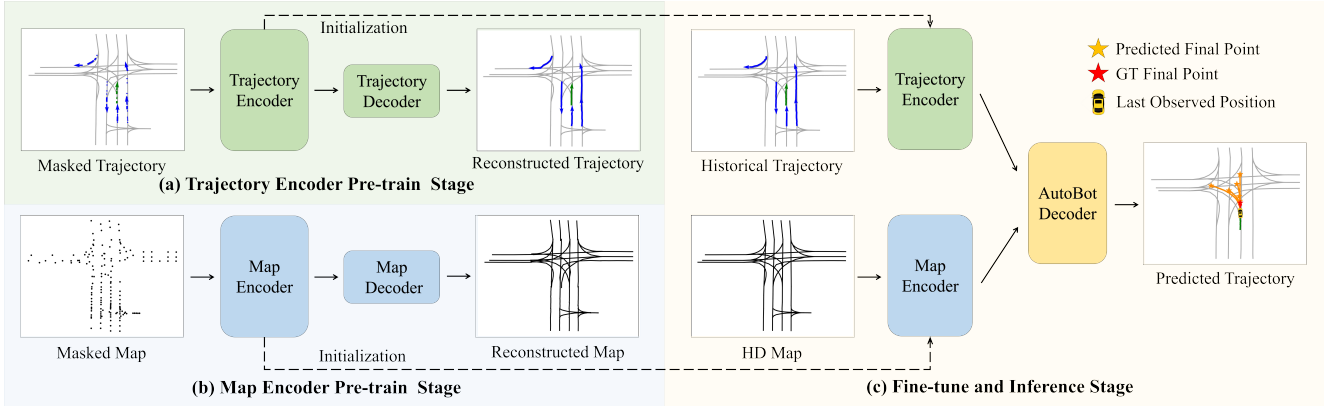 Initialization
Trajectory
Encoder
Trajectory
Decoder
Masked Trajectory
Reconstructed Trajectory
(a) Trajectory Encoder Pre-train Stage
Map
Encoder
Map
Decoder
Masked Map
Initialization
Reconstructed Map
(b) Map Encoder Pre-train Stage
Historical Trajectory
Trajectory
Encoder
Predicted Final Point
GT Final Point
Last Observed Position
AutoBot
Decoder
Predicted Trajectory
HD Map
Map
Encoder
(c) Fine-tune and Inference Stage